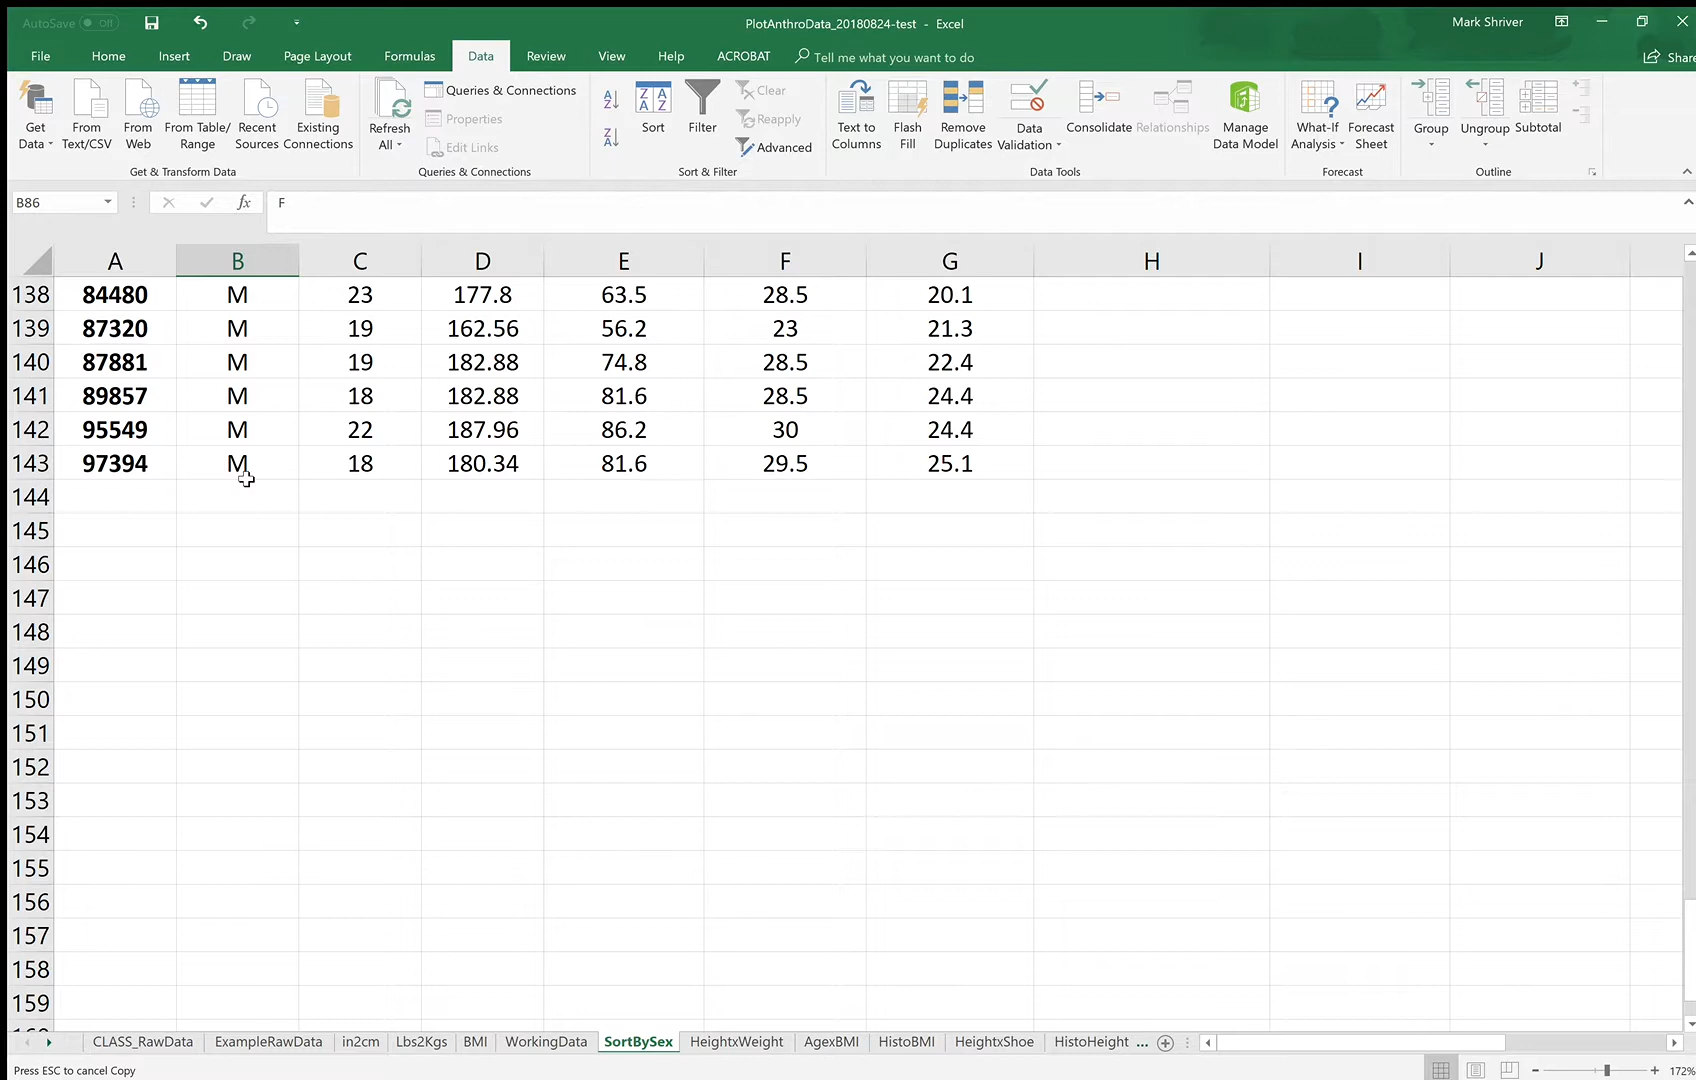 AutoSave Off PlotAnthroData_20180824-test - Excel Mark Shriver
File Home Insert Draw Page Layout Formulas Data Review View Help ACROBAT Tell me what you want to do Share
Get Data From Text/CSV From Web From Table/ Range Recent Sources Existing Connections
Get & Transform Data
Refresh All Queries & Connections Properties Edit Links
Queries & Connections
Sort Filter Clear Reapply Advanced
Sort & Filter
Text to Columns Flash Fill Remove Duplicates Data Validation Consolidate Relationships Manage Data Model
Data Tools
What-If Analysis Forecast Sheet
Forecast
Group Ungroup Subtotal
Outline
B86 fx F
A B C D E F G H I J
138 84480 M 23 177.8 63.5 28.5 20.1
139 87320 M 19 162.56 56.2 23 21.3
140 87881 M 19 182.88 74.8 28.5 22.4
141 89857 M 18 182.88 81.6 28.5 24.4
142 95549 M 22 187.96 86.2 30 24.4
143 97394 M 18 180.34 81.6 29.5 25.1
144
145
146
147
148
149
150
151
152
153
154
155
156
157
158
159
CLASS_RawData ExampleRawData in2cm Lbs2Kgs BMI WorkingData SortBySex HeightxWeight AgexBMI HistoBMI HeightxShoe HistoHeight ...
Press ESC to cancel Copy 172%